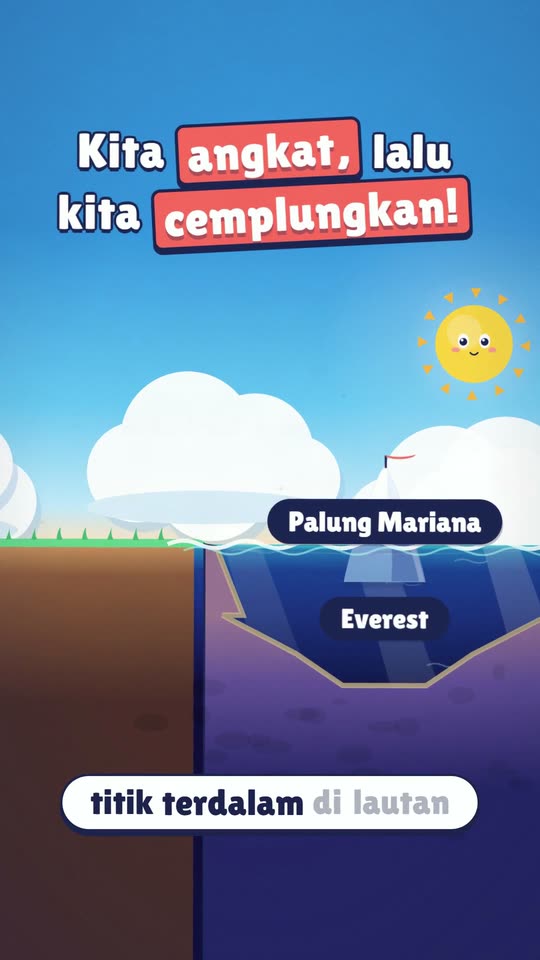 Kita angkat, lalu
kita cemplungkan!
Palung Mariana
Everest
titik terdalam di lautan